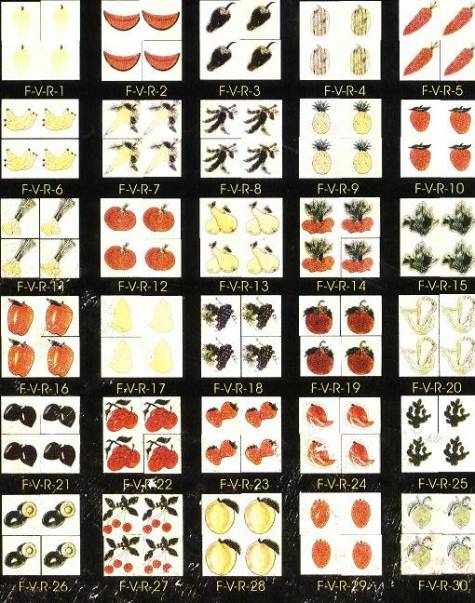 F-V-R-1 F-V-R-2 F-V-R-3 F-V-R-4 F-V-R-5
F-V-R-6 F-V-R-7 F-V-R-8 F-V-R-9 F-V-R-10
F-V-R-11 F-V-R-12 F-V-R-13 F-V-R-14 F-V-R-15
F-V-R-16 F-V-R-17 F-V-R-18 F-V-R-19 F-V-R-20
F-V-R-21 F-V-R-22 F-V-R-23 F-V-R-24 F-V-R-25
F-V-R-26 F-V-R-27 F-V-R-28 F-V-R-29 F-V-R-30